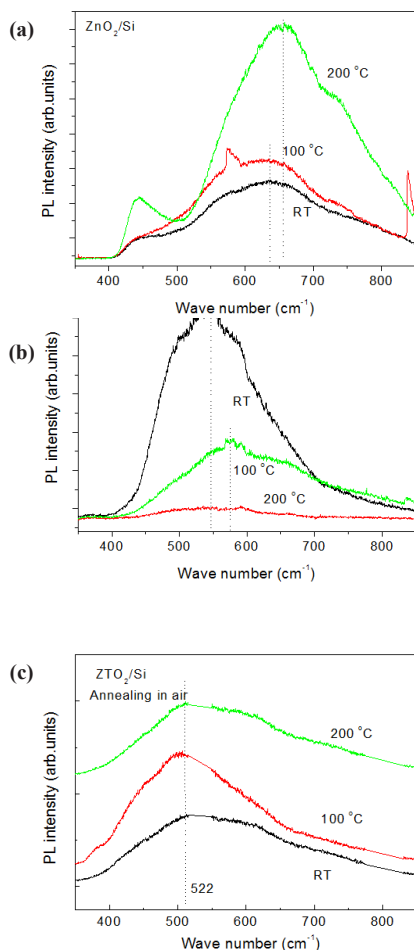 (a)
ZnO2/Si
200 °C
100 °C
RT
PL intensity (arb.units)
400 500 600 700 800
Wave number (cm-1)
(b)
RT
100 °C
200 °C
PL intensity (arb.units)
400 500 600 700 800
Wave number (cm-1)
(c)
ZTO2/Si
Annealing in air
200 °C
100 °C
RT
522
PL intensity (arb.units)
400 500 600 700 800
Wave number (cm-1)